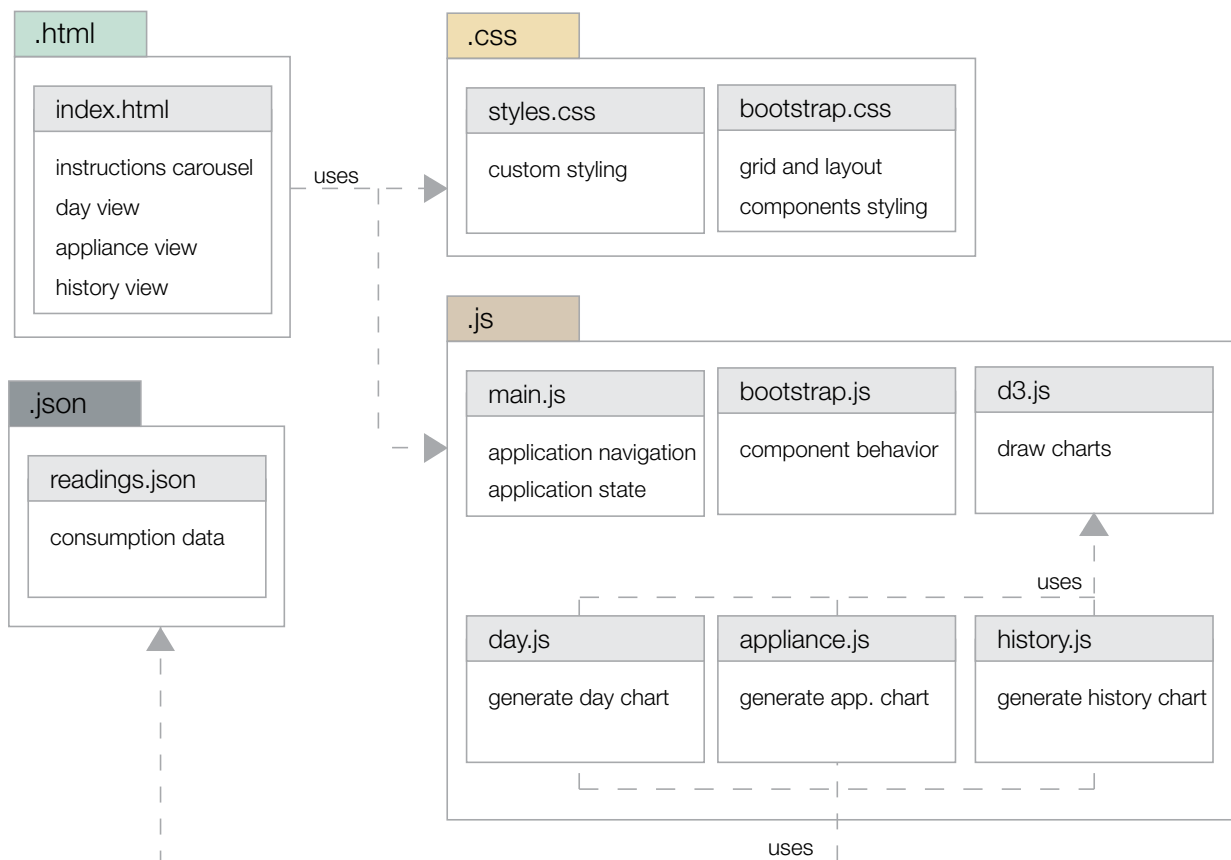 .html
index.html
instructions carousel
day view
appliance view
history view
uses
.css
styles.css
custom styling
bootstrap.css
grid and layout
components styling
.js
main.js
application navigation
application state
bootstrap.js
component behavior
d3.js
draw charts
.json
readings.json
consumption data
uses
day.js
generate day chart
appliance.js
generate app. chart
history.js
generate history chart
uses